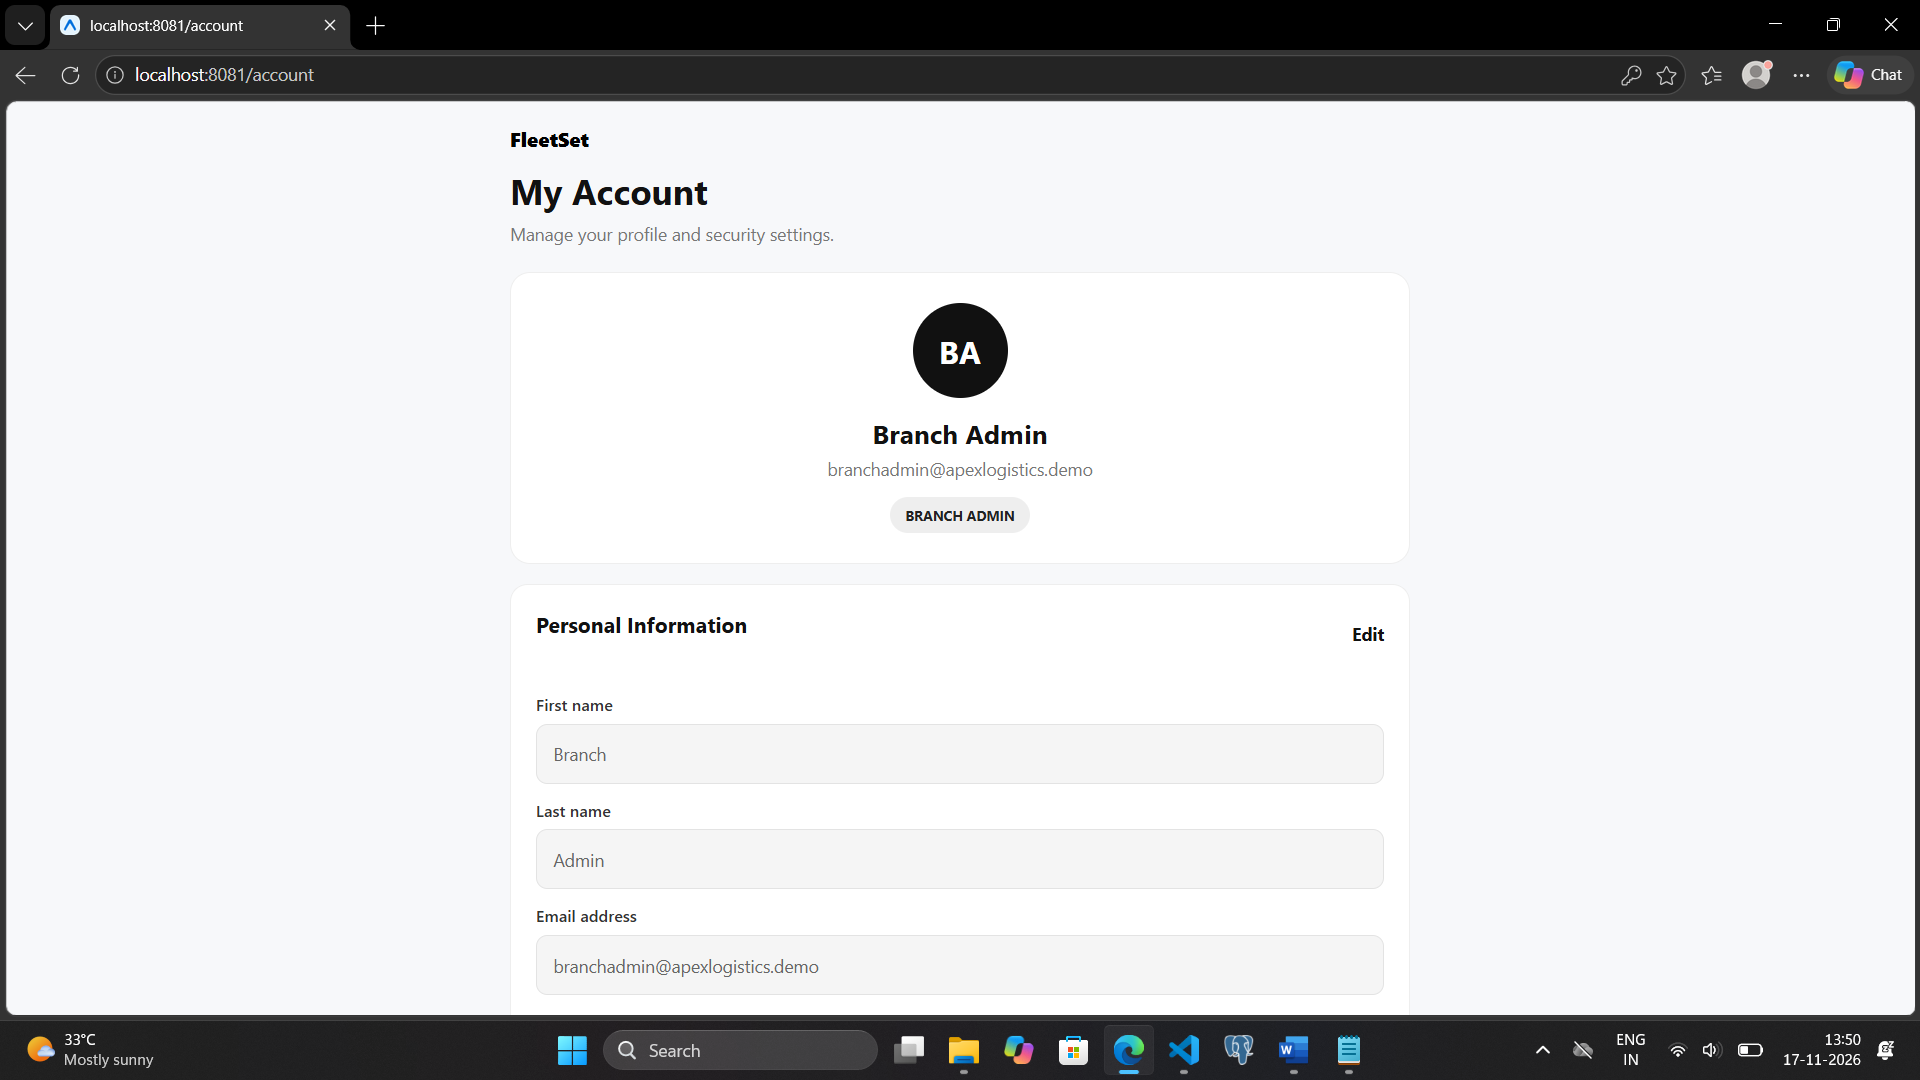 localhost:8081/account
localhost:8081/account
Chat
FleetSet
My Account
Manage your profile and security settings.
BA
Branch Admin
branchadmin@apexlogistics.demo
BRANCH ADMIN
Personal Information
Edit
First name
Branch
Last name
Admin
Email address
branchadmin@apexlogistics.demo
33°C
Mostly sunny
Search
ENG
IN
13:50
17-11-2026